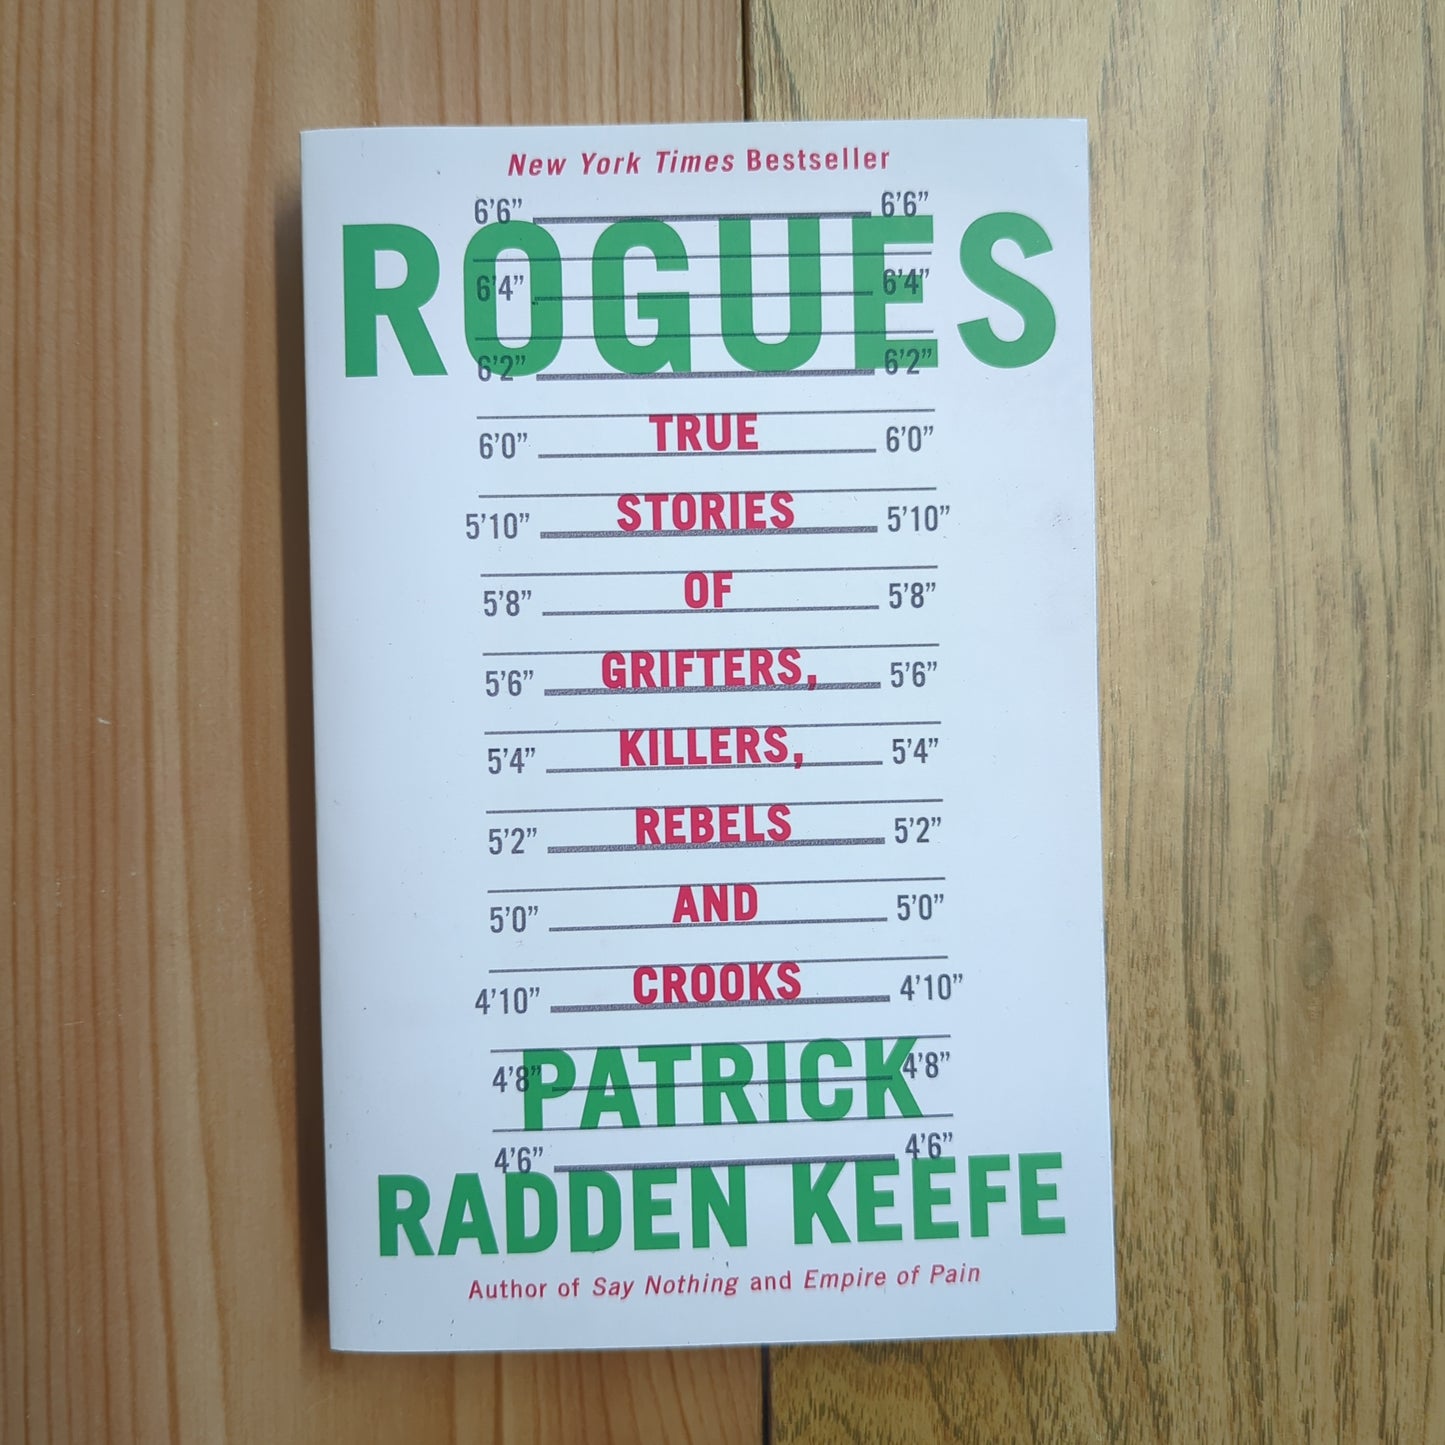 New York Times Bestseller
6’6” 6’6”
ROGUES
6’4” 6’4”
6’2” 6’2”
6’0” TRUE 6’0”
5’10” STORIES 5’10”
5’8” OF 5’8”
5’6” GRIFTERS, 5’6”
5’4” KILLERS, 5’4”
5’2” REBELS 5’2”
5’0” AND 5’0”
4’10” CROOKS 4’10”
4’8” PATRICK 4’8”
4’6” 4’6”
RADDEN KEEFE
Author of Say Nothing and Empire of Pain